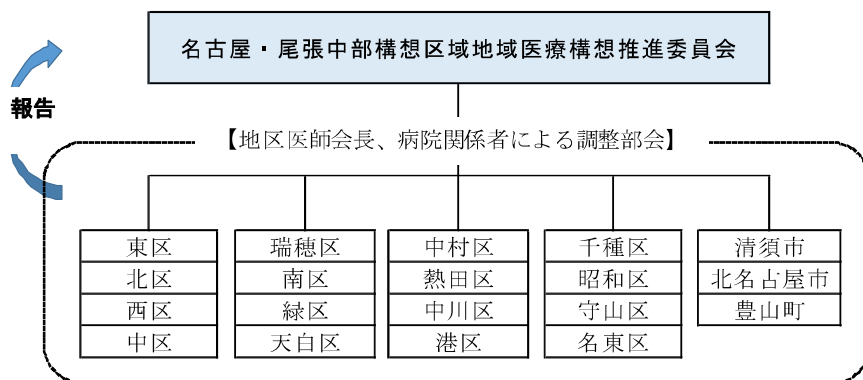 名古屋・尾張中部構想区域地域医療構想推進委員会
報告
【地区医師会長、病院関係者による調整部会】
東区
北区
西区
中区
瑞穂区
南区
緑区
天白区
中村区
熱田区
中川区
港区
千種区
昭和区
守山区
名東区
清須市
北名古屋市
豊山町